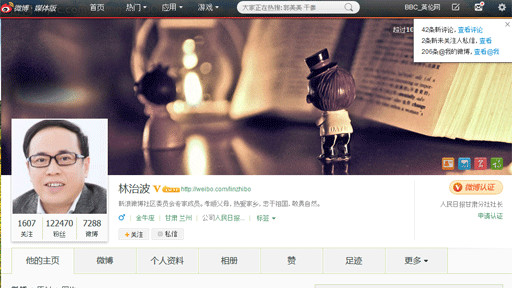 微博·媒体版 首页 热门 应用 游戏 大家正在热搜: 郭美美 干露 BBC_英伦网
42条新评论, 查看评论
2条新未关注人私信, 查看
206条@我的微博, 查看@我
林治波 http://weibo.com/linzhibo
新浪微博社区委员会专家成员。孝顺父母，热爱家乡，忠于祖国，敬畏自然。
金牛座 甘肃 兰州 公司 人民日报... 标签
+关注 私信
微博认证
人民日报甘肃分社社长
申请认证
1607 122470 7288
关注 粉丝 微博
他的主页 微博 个人资料 相册 赞 足迹 更多